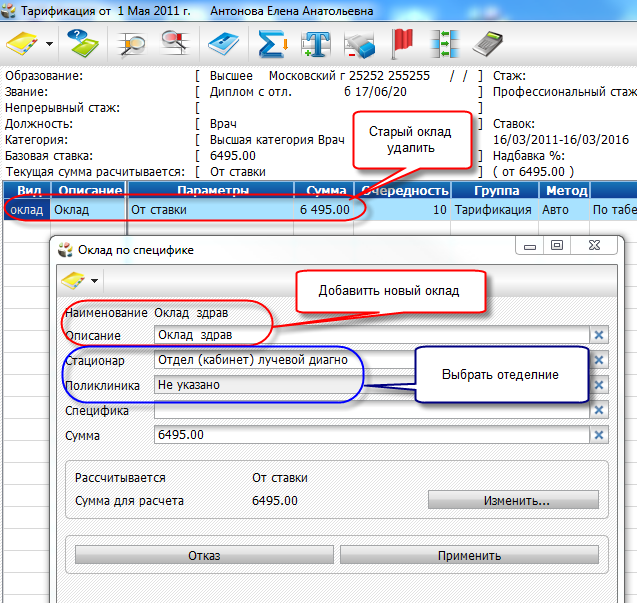 Тарификация от 1 Мая 2011 г. Антонова Елена Анатольевна
Образование: [ Высшее Московский г 25252 255255 / / ] Стаж:
Звание: [ Диплом с отл. б 17/06/20 ] Профессиональный стаж
Непрерывный стаж: [ ]
Должность: [ Врач ] Ставок:
Категория: [ Высшая категория Врач 16/03/2011-16/03/2016
Базовая ставка: [ 6495.00 ] Надбавка %:
Текущая сумма расчитывается: [ От ставки ] ( от 6495.00 )
Старый оклад
удалить
Вид Описание Параметры Сумма Очередность Группа Метод
оклад Оклад От ставки 6 495.00 10 Тарификация Авто По табе
Оклад по специфике
Добавитть новый оклад
Наименование Оклад здрав
Описание Оклад здрав
Стационар Отдел (кабинет) лучевой диагно
Поликлиника Не указано
Выбрать отеделние
Специфика
Сумма 6495.00
Рассчитывается От ставки
Сумма для расчета 6495.00 Изменить...
Отказ Применить